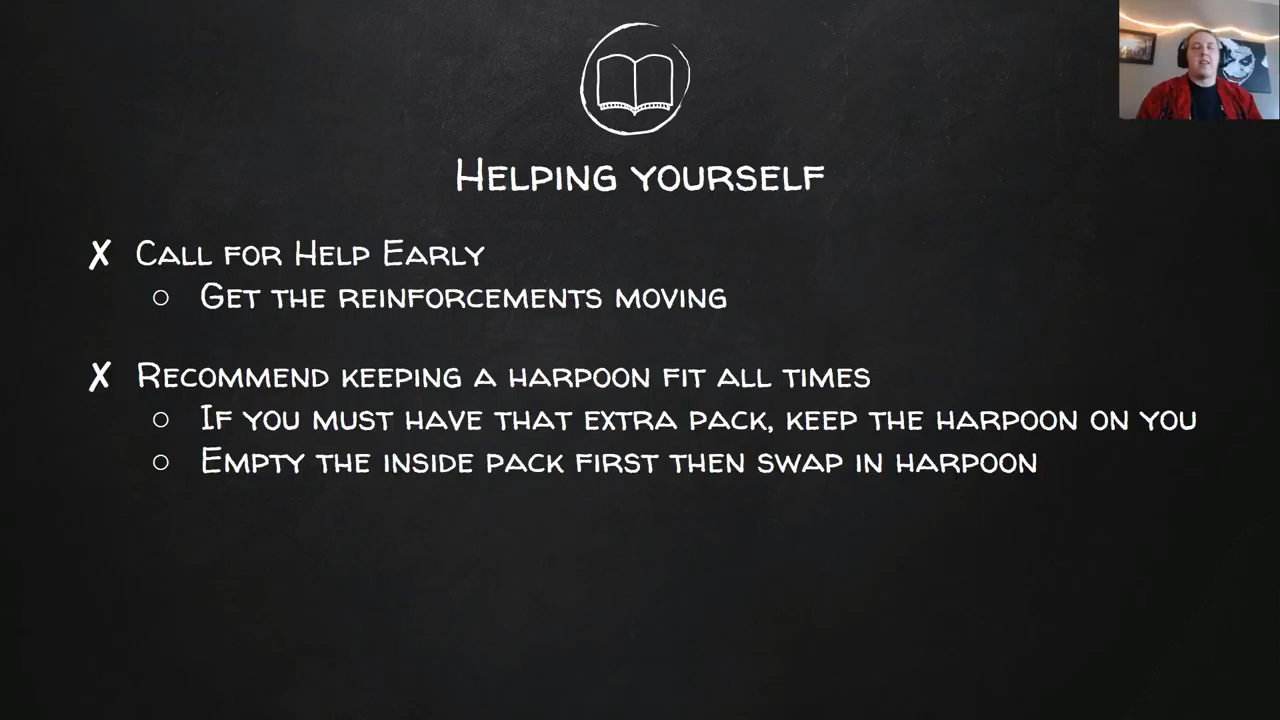 Helping yourself
✗ Call for Help Early
○ Get the reinforcements moving
✗ Recommend keeping a harpoon fit all times
○ If you must have that extra pack, keep the harpoon on you
○ Empty the inside pack first then swap in harpoon